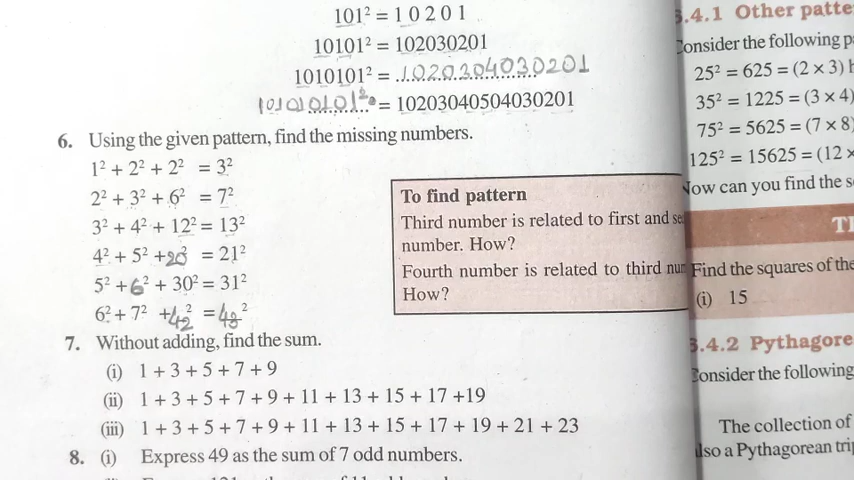 101² = 1 0 2 0 1
10101² = 102030201
1010101² = 1020304030201
101010101² = 10203040504030201
6. Using the given pattern, find the missing numbers.
1² + 2² + 2² = 3²
2² + 3² + 6² = 7²
3² + 4² + 12² = 13²
4² + 5² + 20² = 21²
5² + 6² + 30² = 31²
6² + 7² + 42² = 43²
To find pattern
Third number is related to first and se
number. How?
Fourth number is related to third num
How?
7. Without adding, find the sum.
(i) 1 + 3 + 5 + 7 + 9
(ii) 1 + 3 + 5 + 7 + 9 + 11 + 13 + 15 + 17 +19
(iii) 1 + 3 + 5 + 7 + 9 + 11 + 13 + 15 + 17 + 19 + 21 + 23
8. (i) Express 49 as the sum of 7 odd numbers.
.4.1 Other patte
Consider the following p
25² = 625 = (2 × 3) h
35² = 1225 = (3 × 4)
75² = 5625 = (7 × 8)
125² = 15625 = (12 ×
Now can you find the s
Find the squares of the
(i) 15
.4.2 Pythagore
Consider the following
The collection of
also a Pythagorean trip